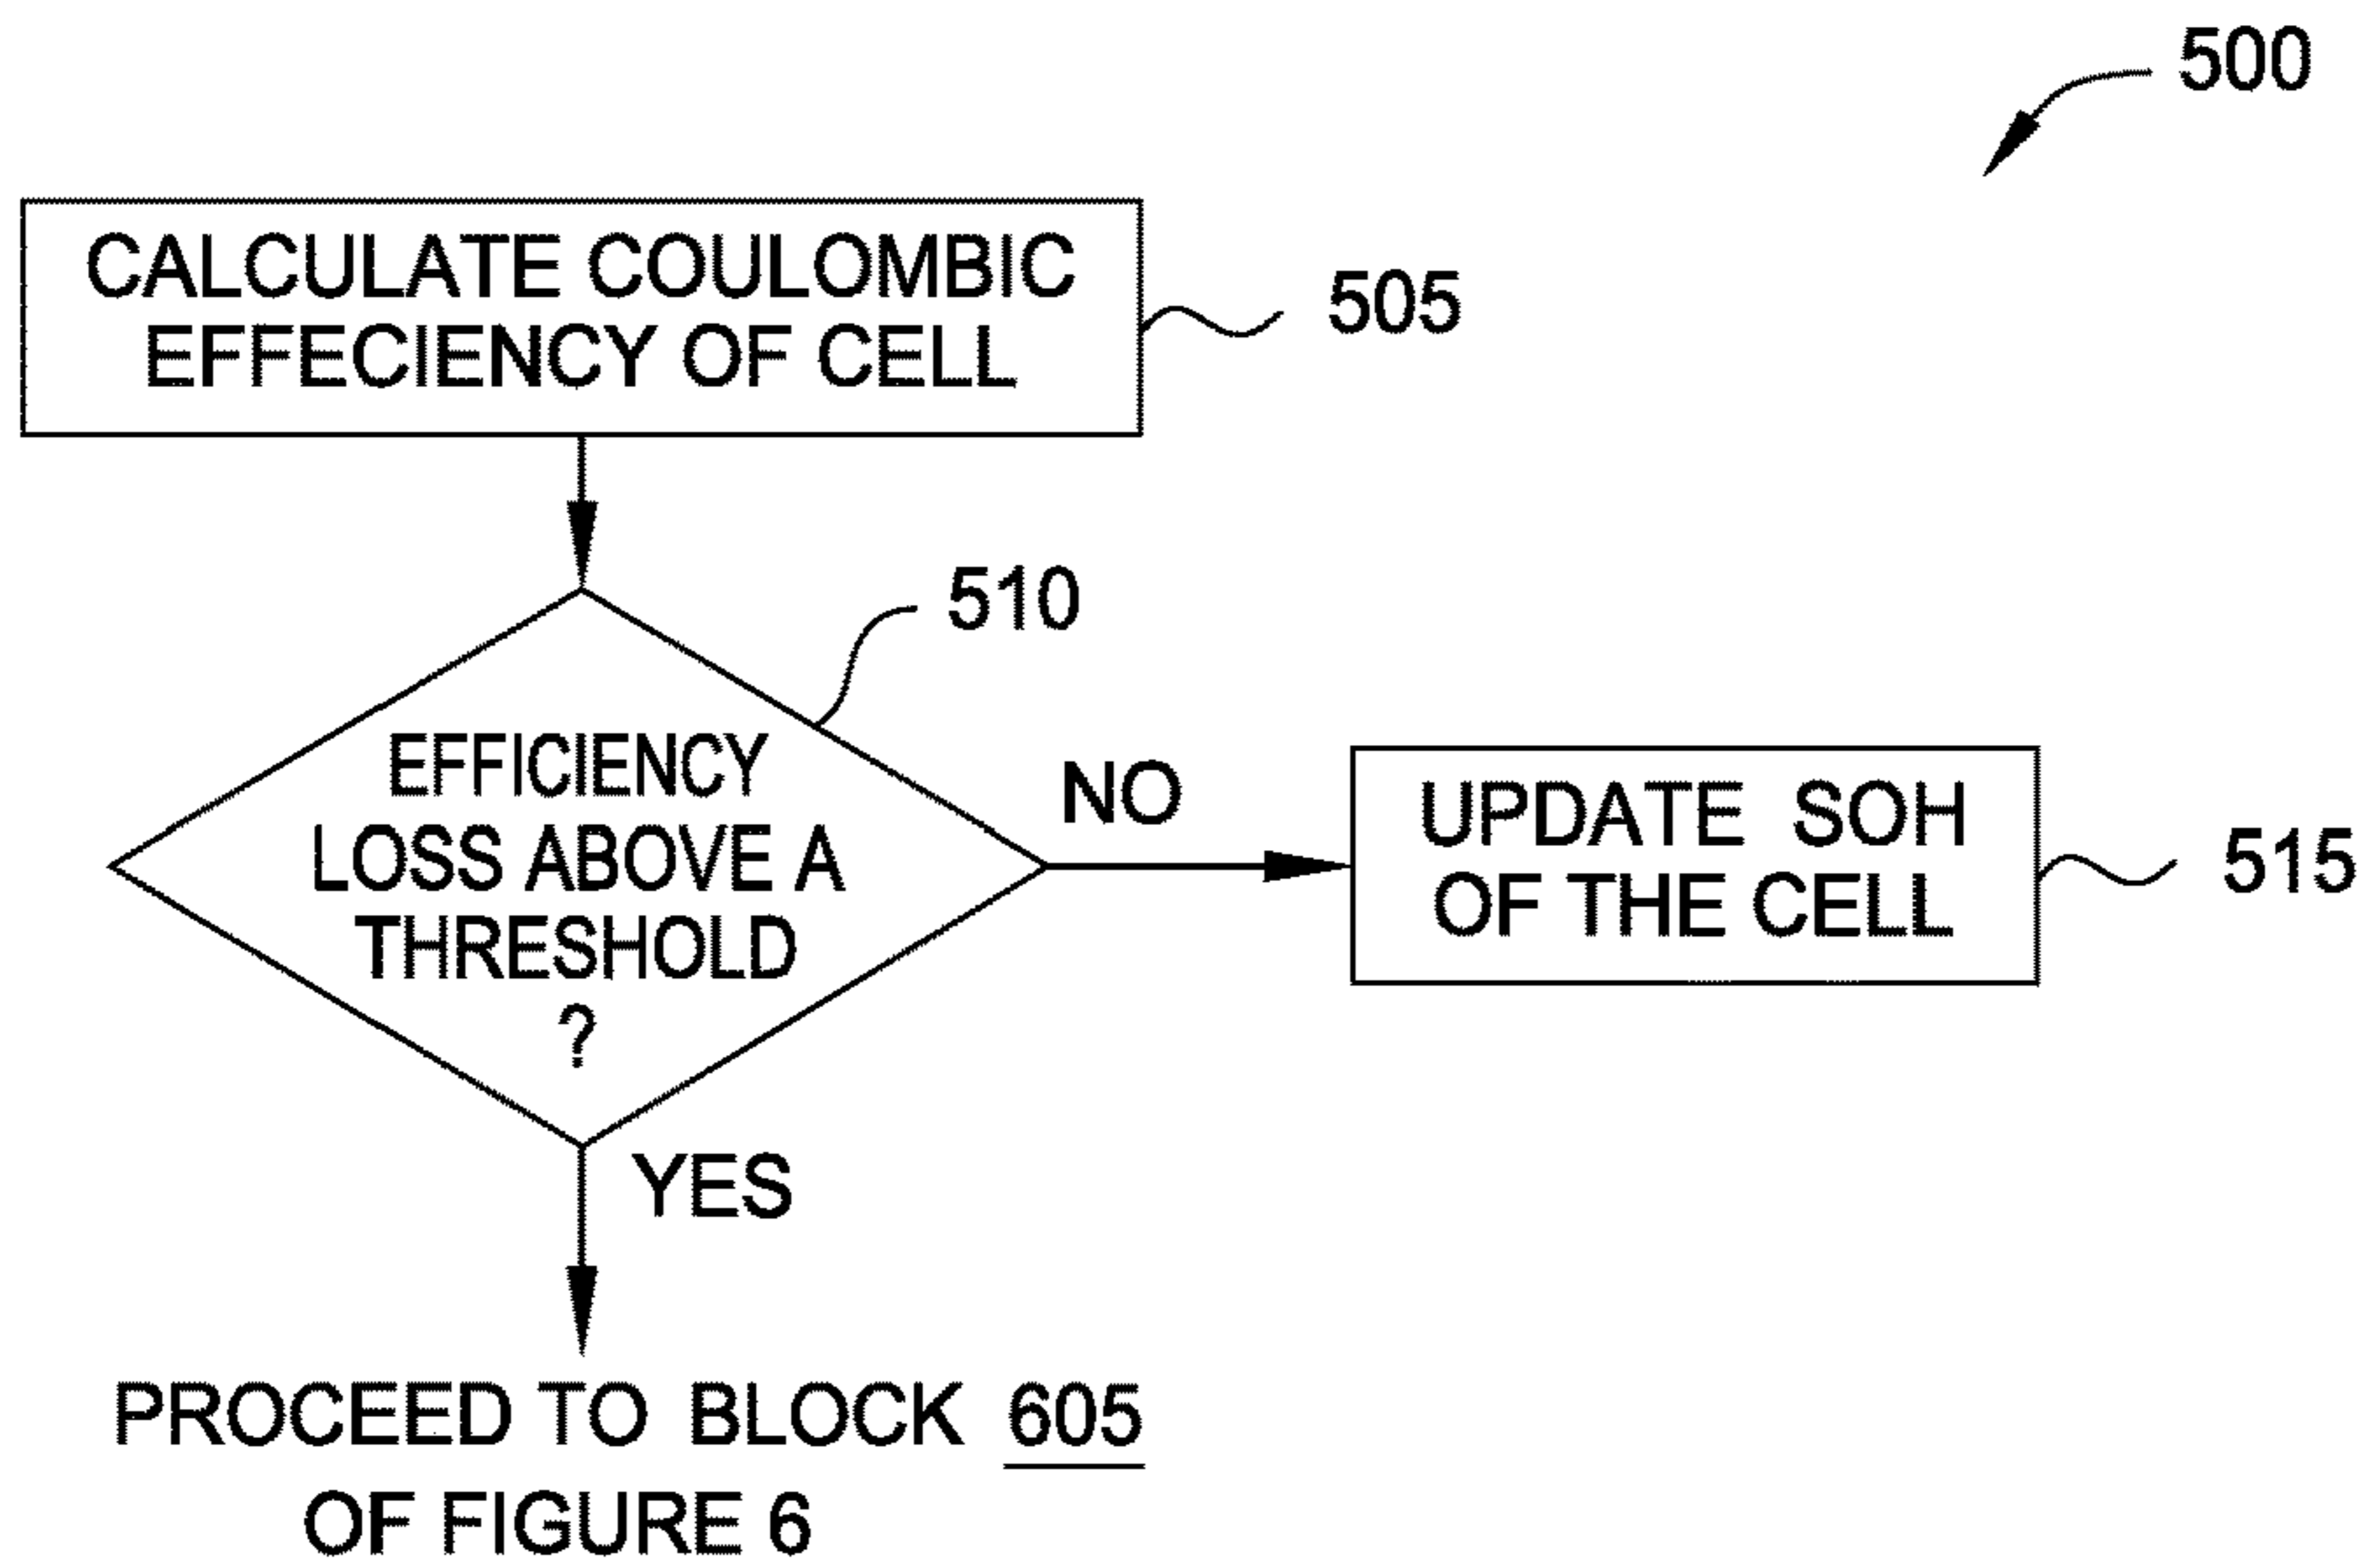 500
CALCULATE COULOMBIC
EFFECIENCY OF CELL
505
510
EFFICIENCY
LOSS ABOVE A
THRESHOLD
?
NO
UPDATE SOH
OF THE CELL
515
YES
PROCEED TO BLOCK 605
OF FIGURE 6